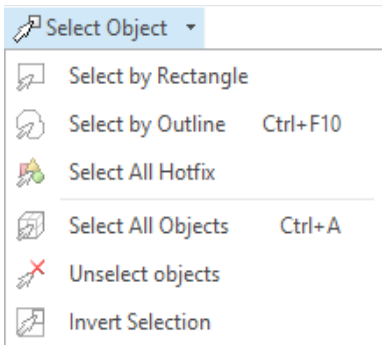 Select Object
Select by Rectangle
Select by Outline Ctrl+F10
Select All Hotfix
Select All Objects Ctrl+A
Unselect objects
Invert Selection